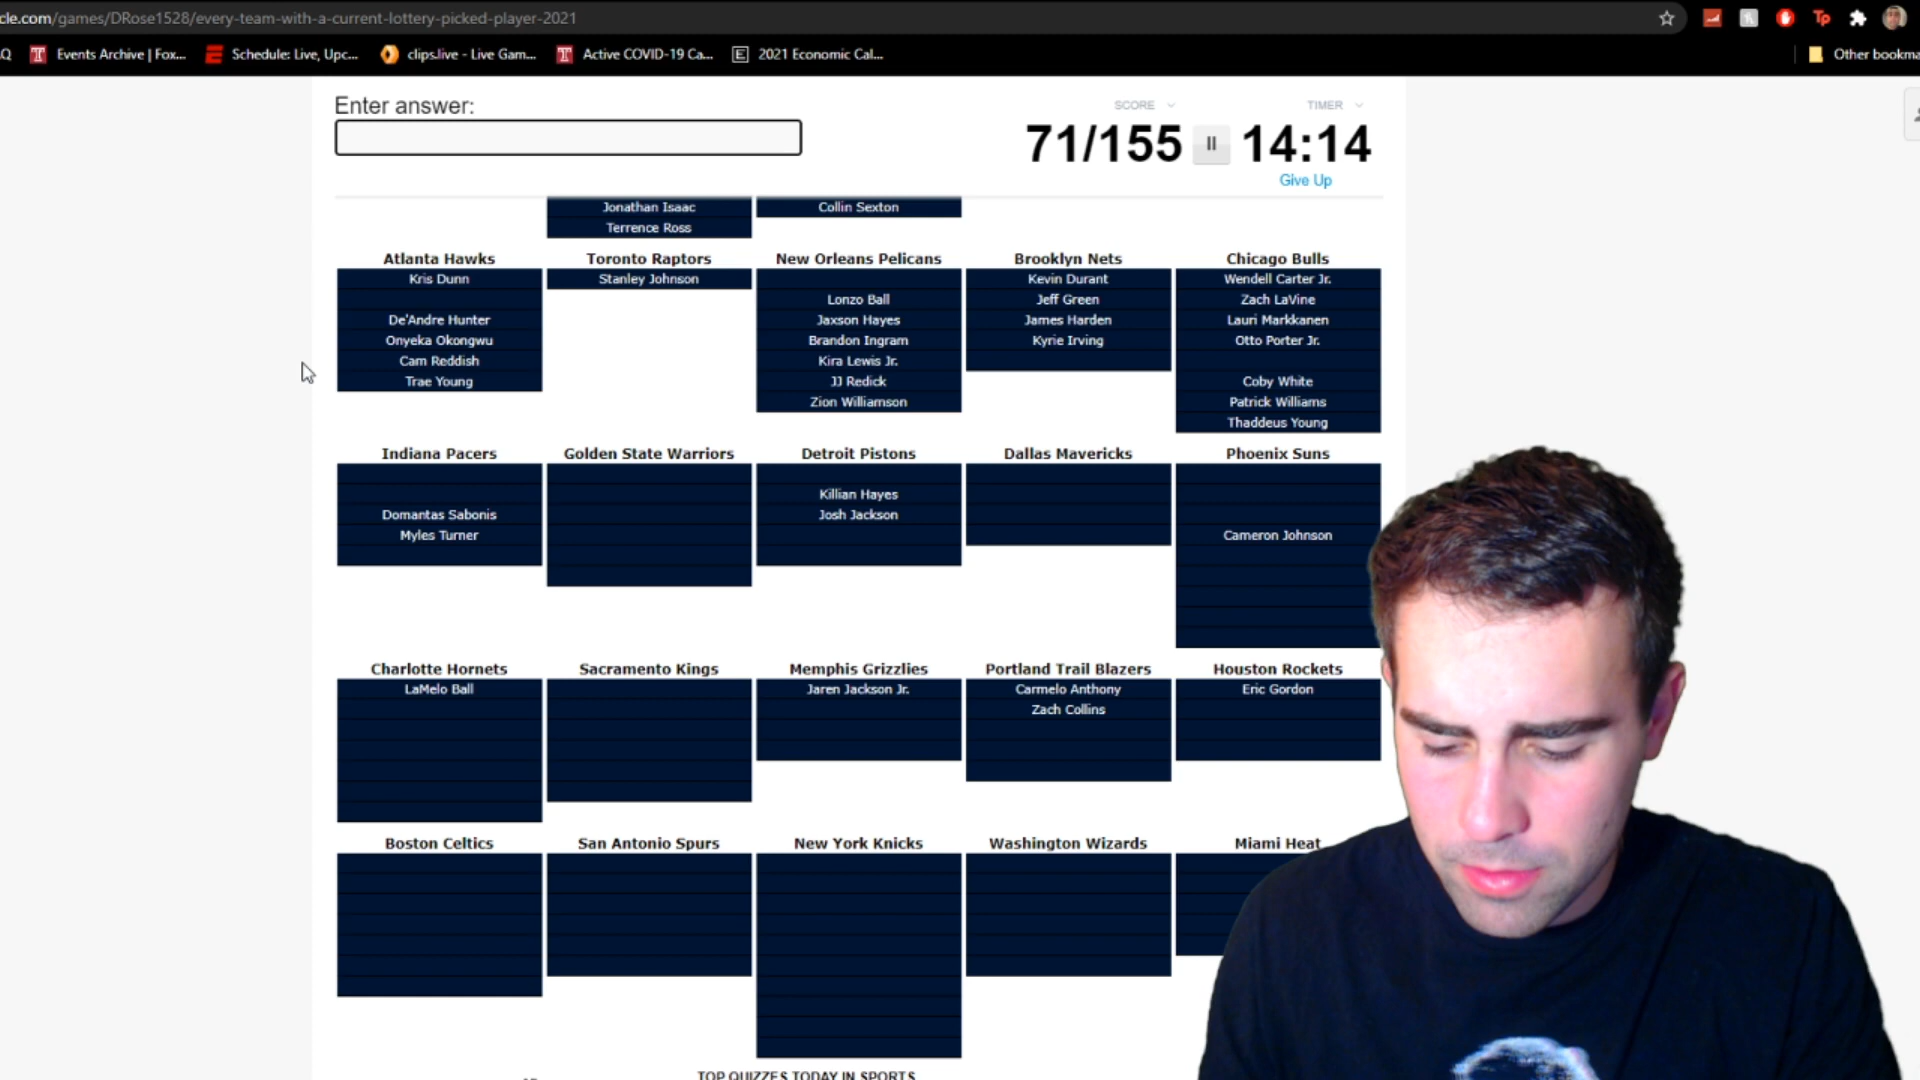 cle.com/games/DRose1528/every-team-with-a-current-lottery-picked-player-2021
Q Events Archive | Fox... Schedule: Live, Upc... clips.live - Live Gam... Active COVID-19 Ca... 2021 Economic Cal... Other bookma
Enter answer:
SCORE TIMER
71/155 14:14
Give Up
Jonathan Isaac Collin Sexton
Terrence Ross
Atlanta Hawks Toronto Raptors New Orleans Pelicans Brooklyn Nets Chicago Bulls
Kris Dunn Stanley Johnson Kevin Durant Wendell Carter Jr.
Lonzo Ball Jeff Green Zach LaVine
De'Andre Hunter Jaxson Hayes James Harden Lauri Markkanen
Onyeka Okongwu Brandon Ingram Kyrie Irving Otto Porter Jr.
Cam Reddish Kira Lewis Jr.
Trae Young JJ Redick Coby White
Zion Williamson Patrick Williams
Thaddeus Young
Indiana Pacers Golden State Warriors Detroit Pistons Dallas Mavericks Phoenix Suns
Killian Hayes
Domantas Sabonis Josh Jackson
Myles Turner Cameron Johnson
Charlotte Hornets Sacramento Kings Memphis Grizzlies Portland Trail Blazers Houston Rockets
LaMelo Ball Jaren Jackson Jr. Carmelo Anthony Eric Gordon
Zach Collins
Boston Celtics San Antonio Spurs New York Knicks Washington Wizards Miami Heat
TOP QUIZZES TODAY IN SPORTS